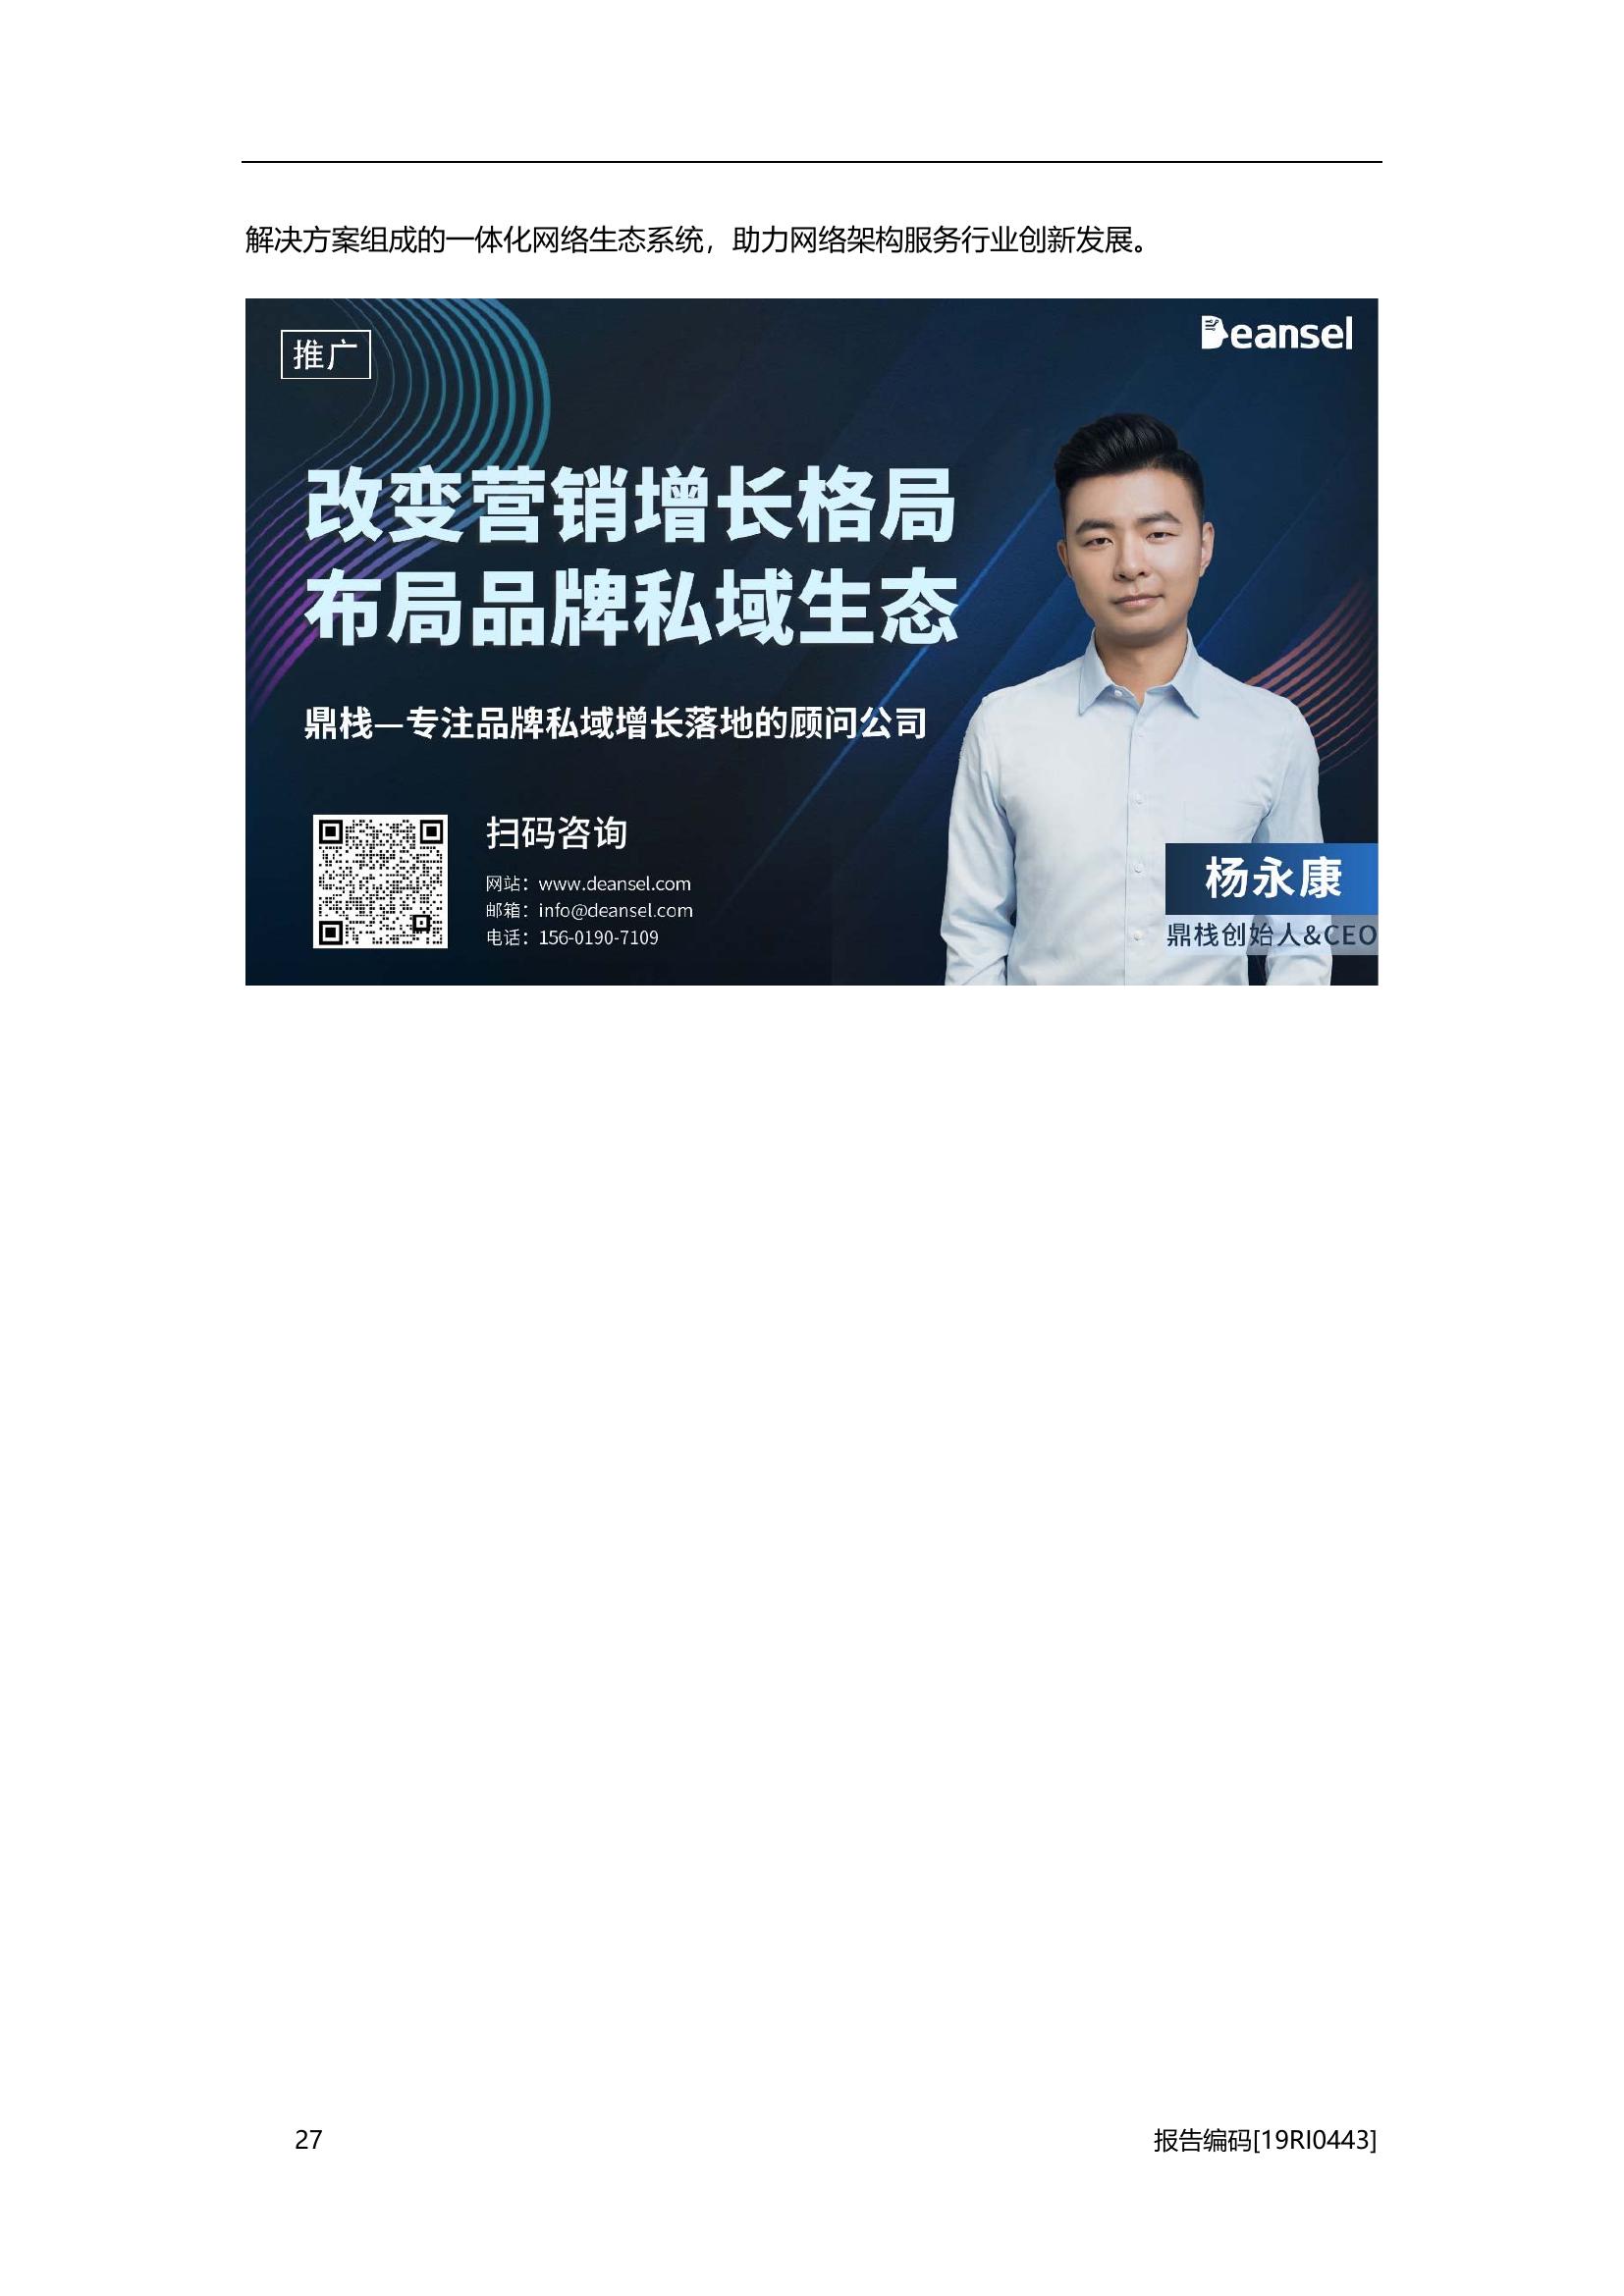 解决方案组成的一体化网络生态系统，助力网络架构服务行业创新发展。
推广
Deansel
改变营销增长格局
布局品牌私域生态
鼎栈—专注品牌私域增长落地的顾问公司
扫码咨询
网站：www.deansel.com
邮箱：info@deansel.com
电话：156-0190-7109
杨永康
鼎栈创始人&CEO
27
报告编码[19RI0443]